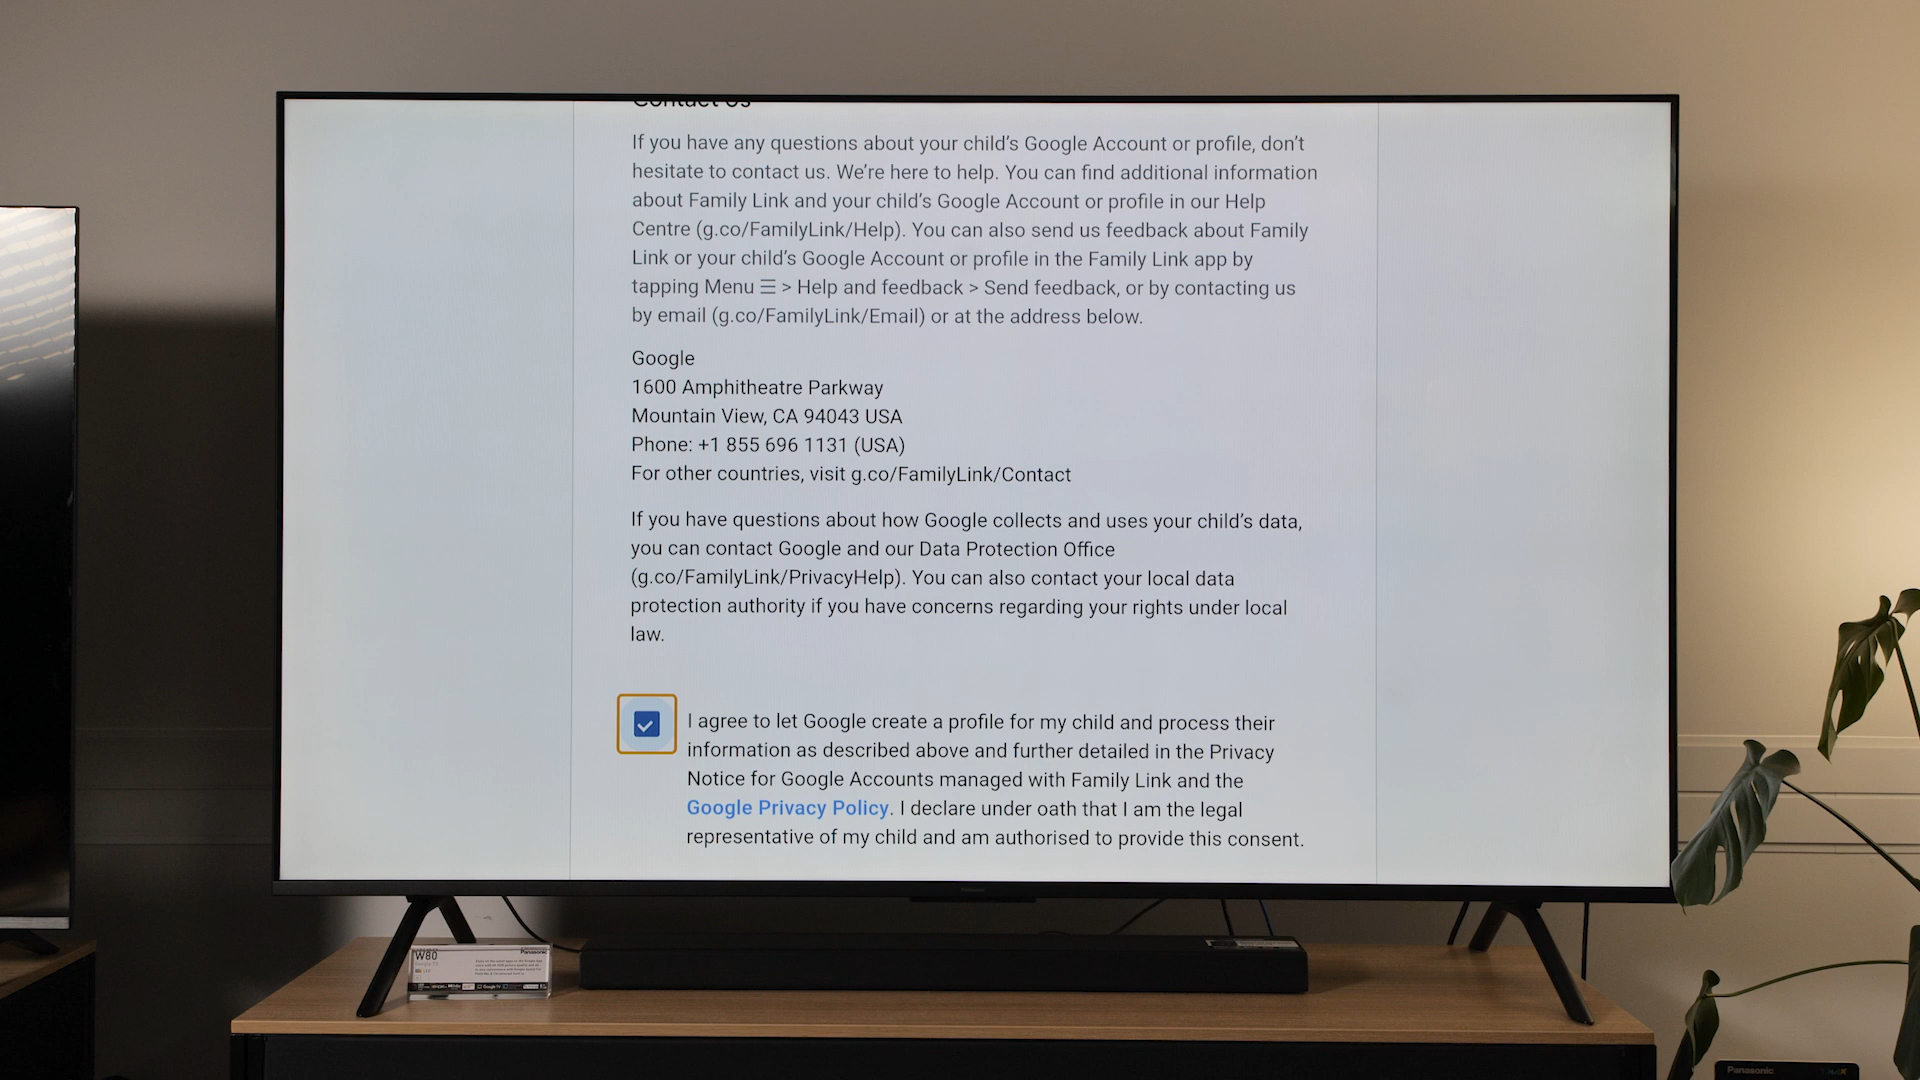 Contact Us
If you have any questions about your child's Google Account or profile, don't
hesitate to contact us. We're here to help. You can find additional information
about Family Link and your child's Google Account or profile in our Help
Centre (g.co/FamilyLink/Help). You can also send us feedback about Family
Link or your child's Google Account or profile in the Family Link app by
tapping Menu ☰ > Help and feedback > Send feedback, or by contacting us
by email (g.co/FamilyLink/Email) or at the address below.
Google
1600 Amphitheatre Parkway
Mountain View, CA 94043 USA
Phone: +1 855 696 1131 (USA)
For other countries, visit g.co/FamilyLink/Contact
If you have questions about how Google collects and uses your child's data,
you can contact Google and our Data Protection Office
(g.co/FamilyLink/PrivacyHelp). You can also contact your local data
protection authority if you have concerns regarding your rights under local
law.
I agree to let Google create a profile for my child and process their
information as described above and further detailed in the Privacy
Notice for Google Accounts managed with Family Link and the
Google Privacy Policy. I declare under oath that I am the legal
representative of my child and am authorised to provide this consent.
Panasonic
W80
Panasonic
Google TV
Panasonic